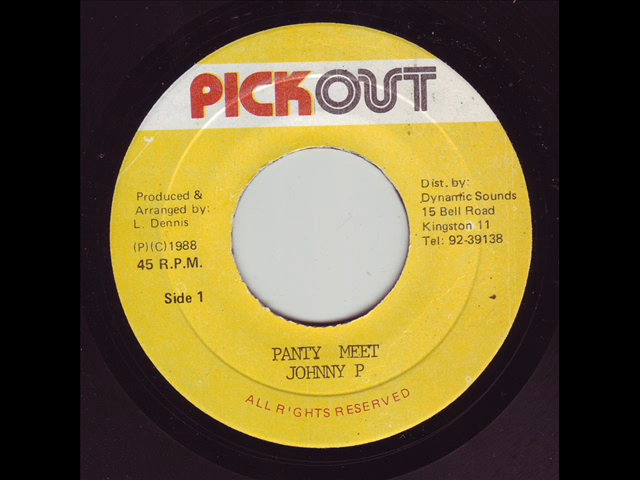 PICKOUT
Produced &
Arranged by:
L. Dennis
(P)(C)1988
45 R.P.M.
Side 1
Dist. by:
Dynamic Sounds
15 Bell Road
Kingston 11
Tel: 92-39138
PANTY MEET
JOHNNY P
ALL RIGHTS RESERVED